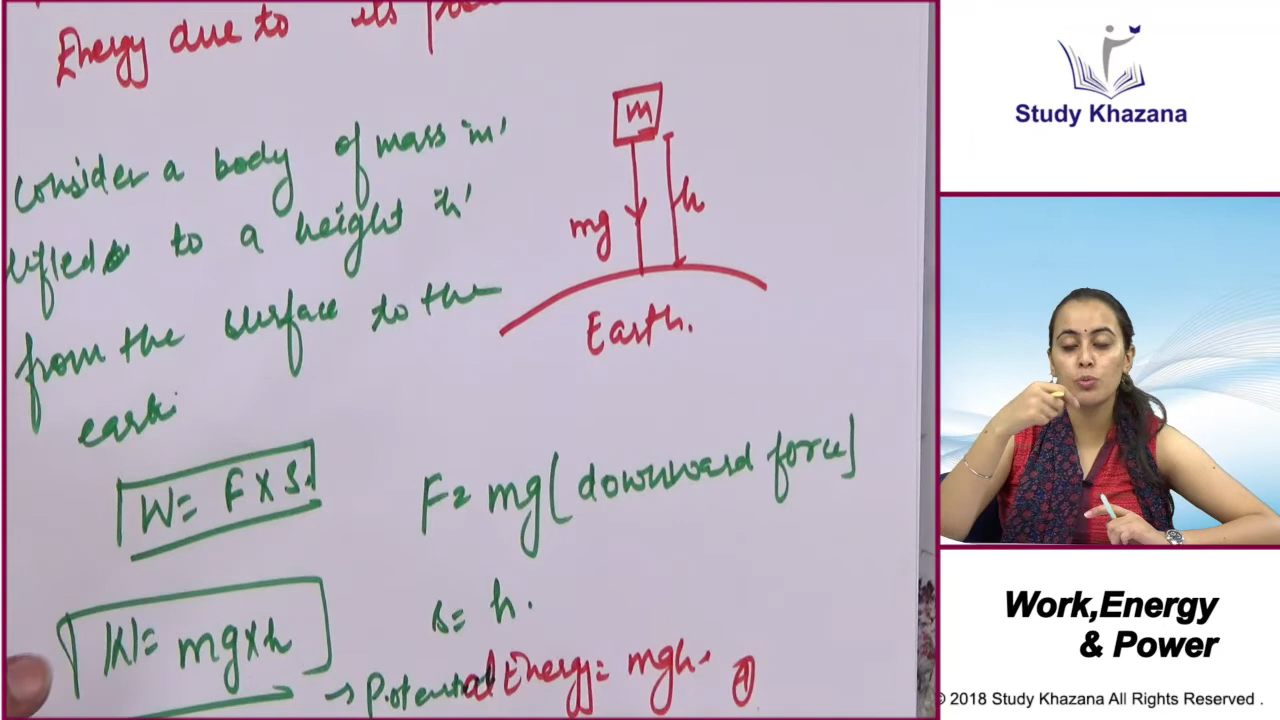 Energy due to its
Consider a body of mass 'm'
lifted to a height 'h'
from the surface to the
earth
W = F x S.
F = mg (downward force)
W = mg x h
s = h.
→ Potential Energy = mgh.
m
mg
h
Earth.
Study Khazana
Work,Energy
& Power
© 2018 Study Khazana All Rights Reserved .